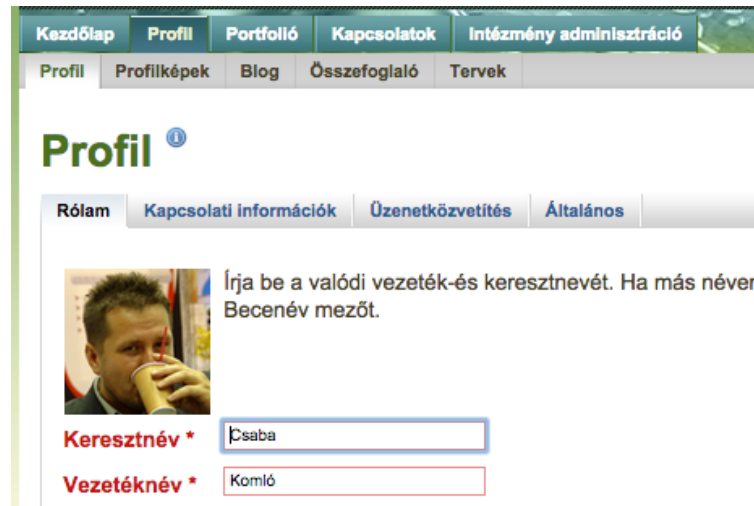 Kezdőlap Profil Portfolió Kapcsolatok Intézmény adminisztráció
Profil Profilképek Blog Összefoglaló Tervek
Profil
Rólam Kapcsolati információk Üzenetközvetítés Általános
Írja be a valódi vezeték-és keresztnevét. Ha más néven
Becenév mezőt.
Keresztnév * Csaba
Vezetéknév * Komló